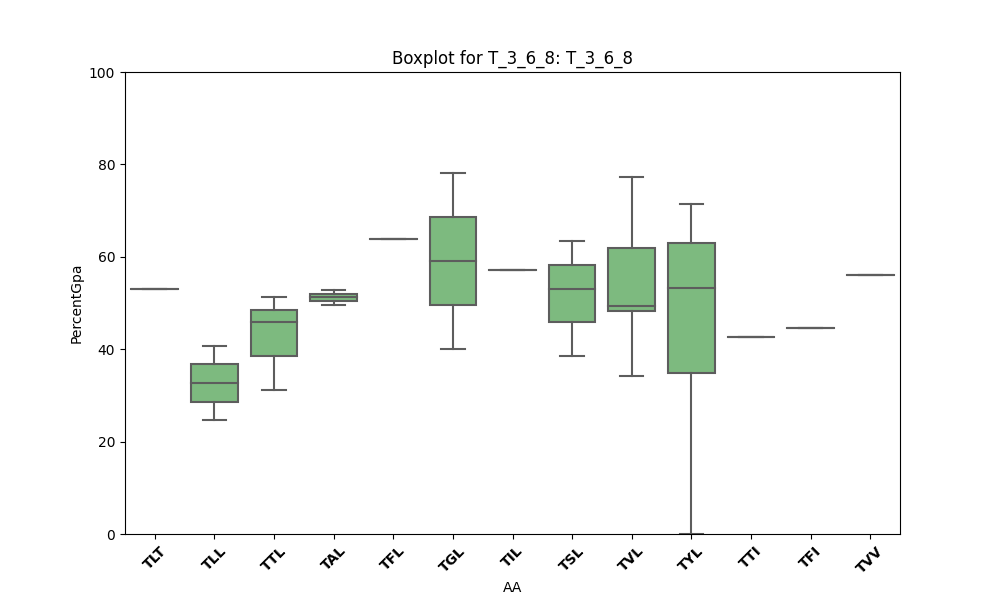 Boxplot for T_3_6_8: T_3_6_8
100
80
60
40
20
0
PercentGpa
TLT TLL TTL TAL TFL TGL TIL TSL TVL TYL TTI TFI TVV
AA